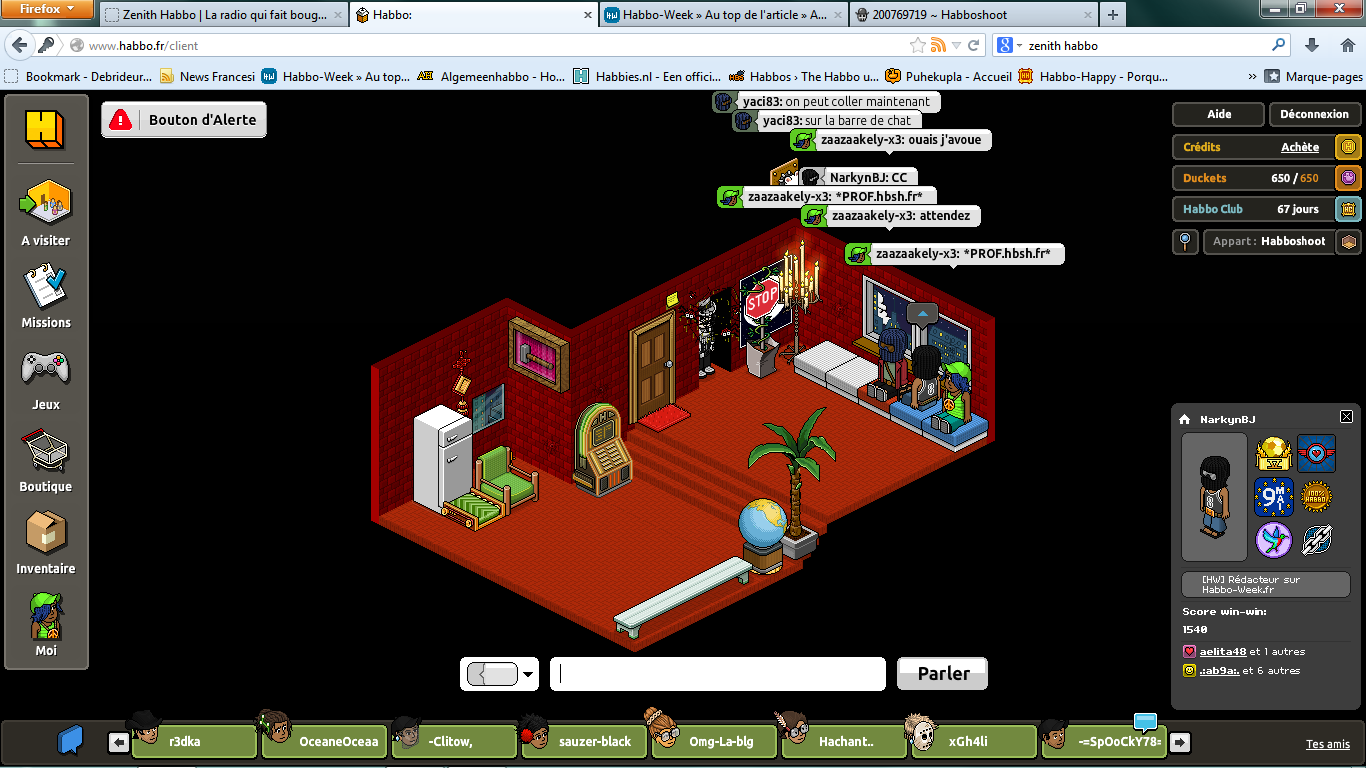 Firefox
Zenith Habbo | La radio qui fait boug...
Habbo:
Habbo-Week » Au top de l'article » A...
200769719 ~ Habboshoot
www.habbo.fr/client
zenith habbo
Bookmark - Debrideur...
News Francesi
Habbo-Week » Au top...
Algemeenhabbo - Ho...
Habbies.nl - Een offici...
Habbos › The Habbo u...
Puhekupla - Accueil
Habbo-Happy - Porqu...
»
Marque-pages
Bouton d'Alerte
yaci83: on peut coller maintenant
yaci83: sur la barre de chat
zaazaakely-x3: ouais j'avoue
NarkynBJ: CC
zaazaakely-x3: *PROF.hbsh.fr*
zaazaakely-x3: attendez
zaazaakely-x3: *PROF.hbsh.fr*
STOP
8
A visiter
Missions
Jeux
Boutique
Inventaire
Moi
Aide
Déconnexion
Crédits
Achète
Duckets
650 / 650
Habbo Club
67 jours
Appart : Habboshoot
NarkynBJ
9 MAI
100% HABBO
[HW] Rédacteur sur
Habbo-Week.fr
Score win-win:
1540
aelita48 et 1 autres
.:ab9a:. et 6 autres
Parler
r3dka
OceaneOceaa
-Clitow,
sauzer-black
Omg-La-blg
Hachant..
xGh4li
-=SpOoCkY78=
Tes amis